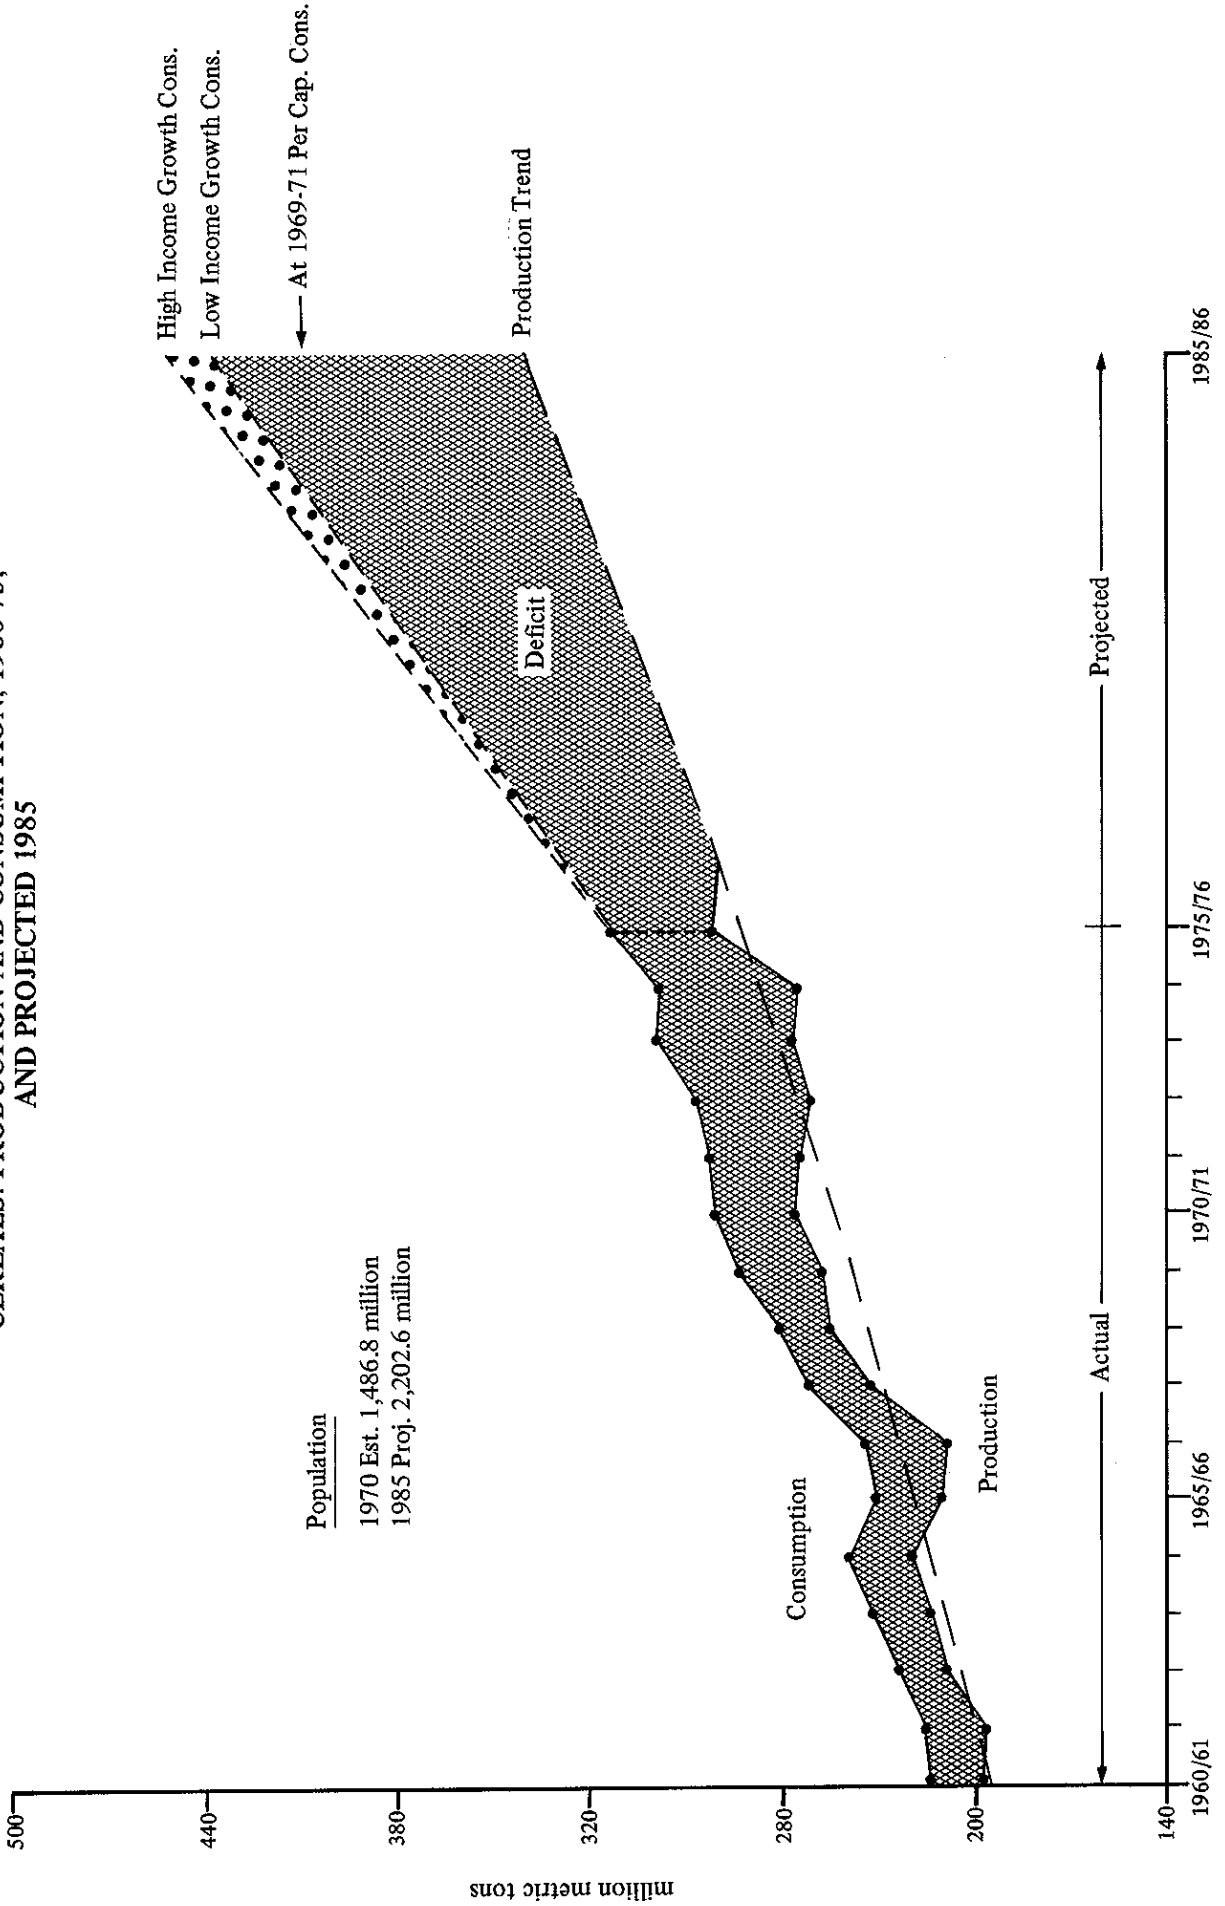 AND PROJECTED 1985
High Income Growth Cons.
Low Income Growth Cons.
At 1969-71 Per Cap. Cons.
Production Trend
Population
1970 Est. 1,486.8 million
1985 Proj. 2,202.6 million
Deficit
Consumption
Production
Actual
Projected
million metric tons
500
440
380
320
280
200
140
1960/61
1965/66
1970/71
1975/76
1985/86